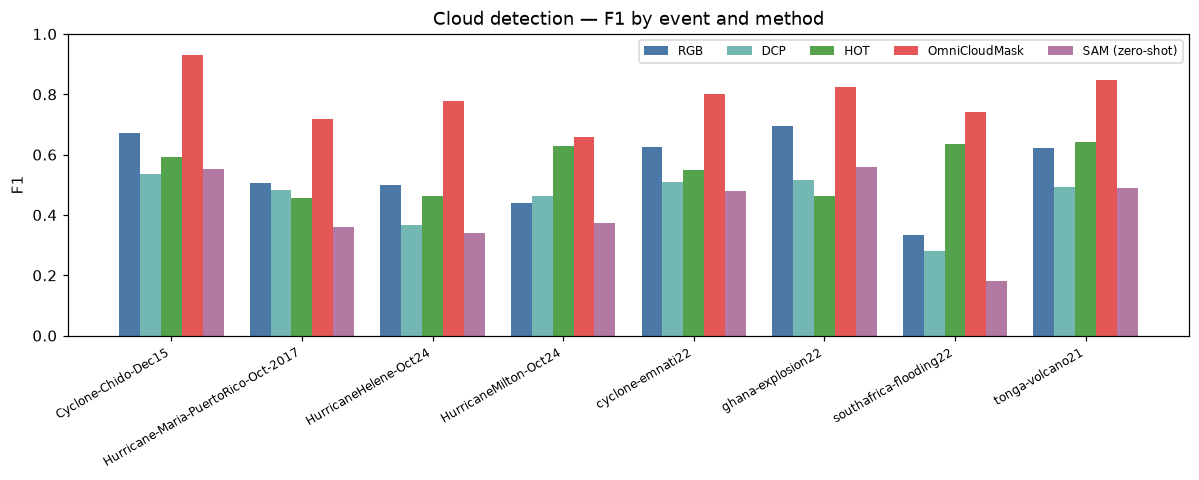 Cloud detection — F1 by event and method
RGB DCP HOT OmniCloudMask SAM (zero-shot)
F1
1.0
0.8
0.6
0.4
0.2
0.0
Cyclone-Chido-Dec15
Hurricane-Maria-PuertoRico-Oct-2017
HurricaneHelene-Oct24
HurricaneMilton-Oct24
cyclone-emnati22
ghana-explosion22
southafrica-flooding22
tonga-volcano21